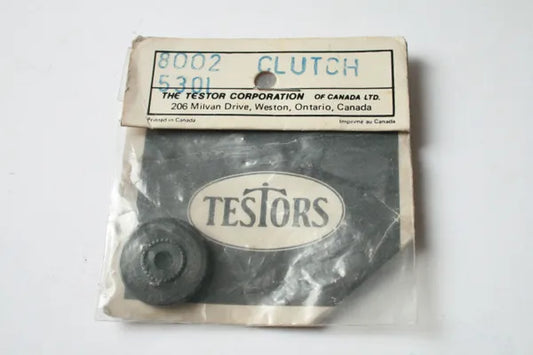 8002 CLUTCH
5301
THE TESTOR CORPORATION OF CANADA LTD.
206 Milvan Drive, Weston, Ontario, Canada
Printed in Canada Imprimé au Canada
TESTORS